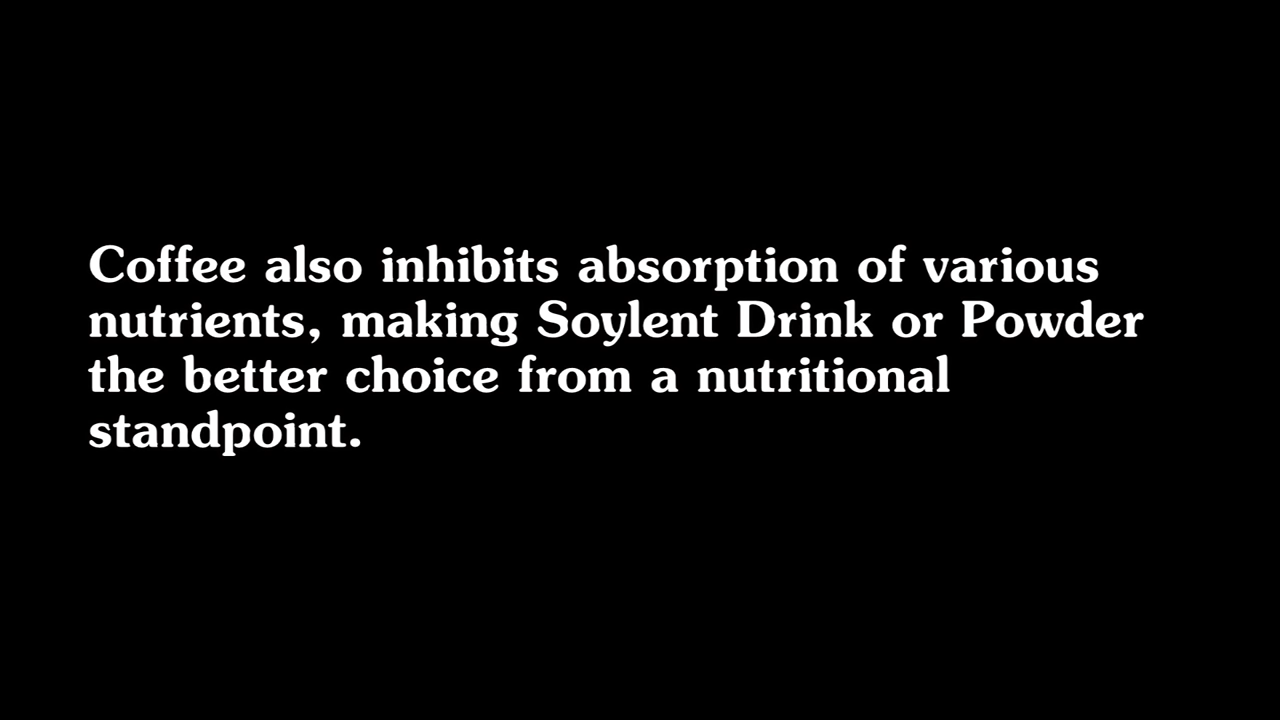 Coffee also inhibits absorption of various
nutrients, making Soylent Drink or Powder
the better choice from a nutritional
standpoint.